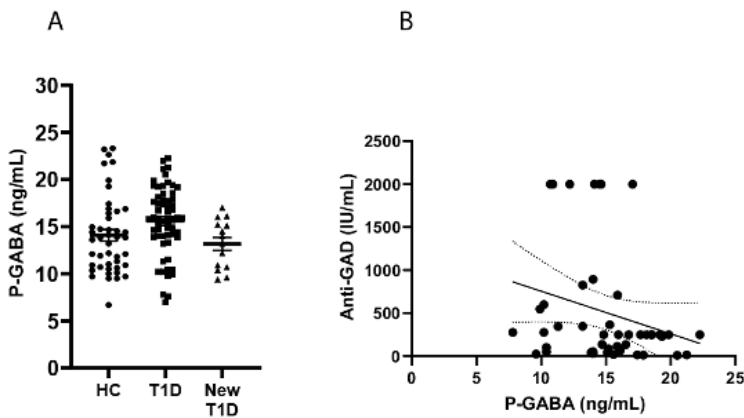 A
P-GABA (ng/mL)
30
25
20
15
10
5
0
HC
T1D
New
T1D
B
Anti-GAD (IU/mL)
2500
2000
1500
1000
500
0
0
5
10
15
20
25
P-GABA (ng/mL)